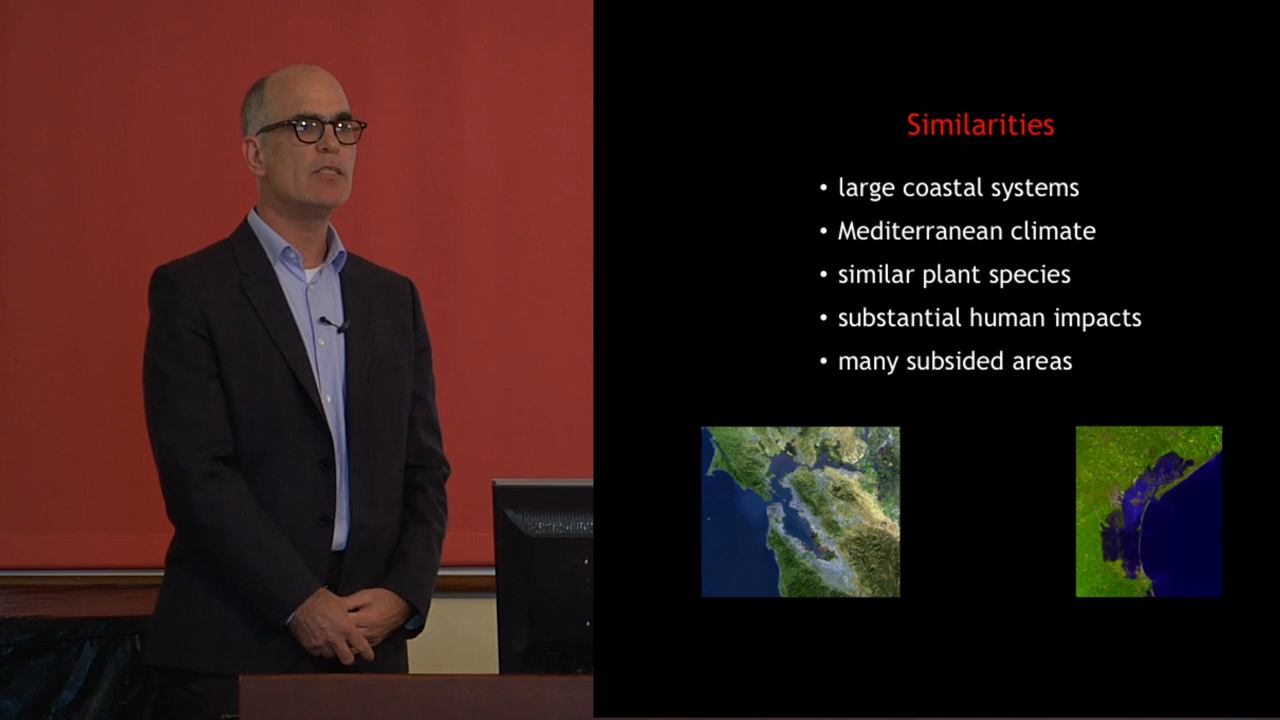 Similarities
• large coastal systems
• Mediterranean climate
• similar plant species
• substantial human impacts
• many subsided areas